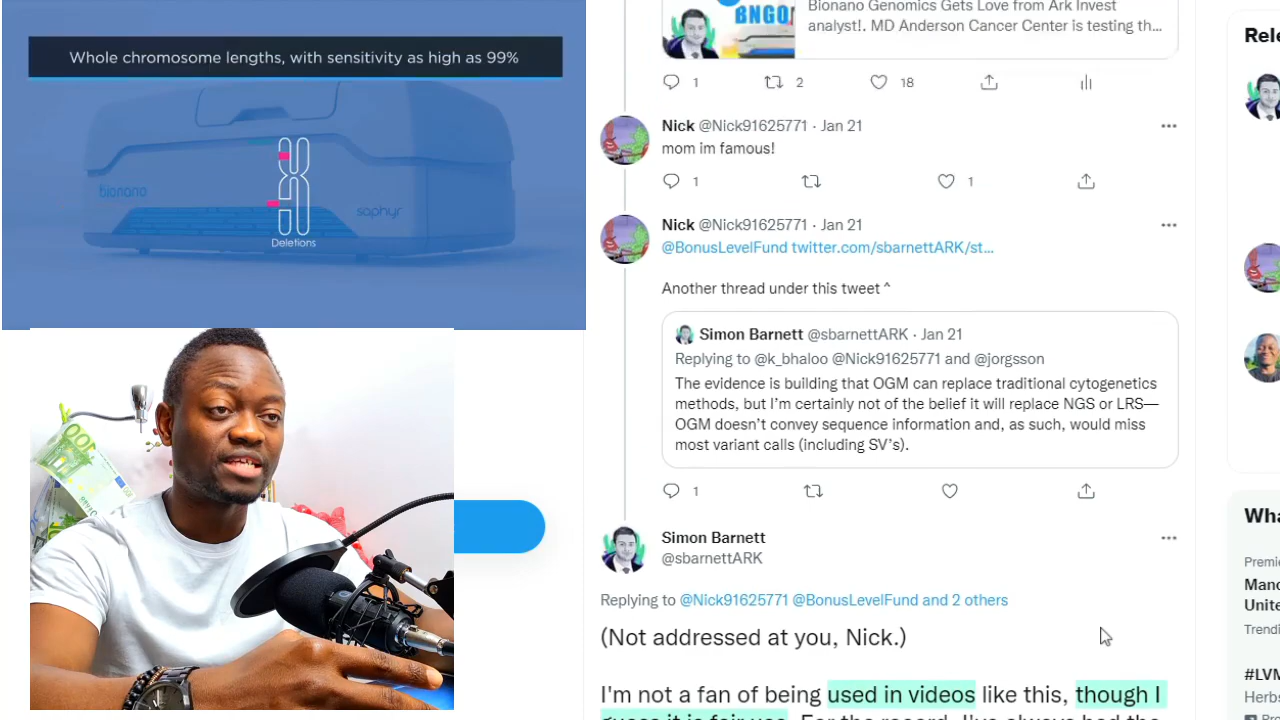 Whole chromosome lengths, with sensitivity as high as 99%
bionano
saphyr
Deletions
100
BNGO
Bionano Genomics Gets Love from Ark Invest
analyst!. MD Anderson Cancer Center is testing th...
1 2 18
Nick @Nick91625771 · Jan 21
mom im famous!
1 1
Nick @Nick91625771 · Jan 21
@BonusLevelFund twitter.com/sbarnettARK/st...
Another thread under this tweet ^
Simon Barnett @sbarnettARK · Jan 21
Replying to @k_bhaloo @Nick91625771 and @jorgsson
The evidence is building that OGM can replace traditional cytogenetics
methods, but I'm certainly not of the belief it will replace NGS or LRS—
OGM doesn't convey sequence information and, as such, would miss
most variant calls (including SV's).
1
Simon Barnett
@sbarnettARK
Replying to @Nick91625771 @BonusLevelFund and 2 others
(Not addressed at you, Nick.)
I'm not a fan of being used in videos like this, though I
Rele
Wha
Premie
Manc
Unite
Trendi
#LVM
Herbs